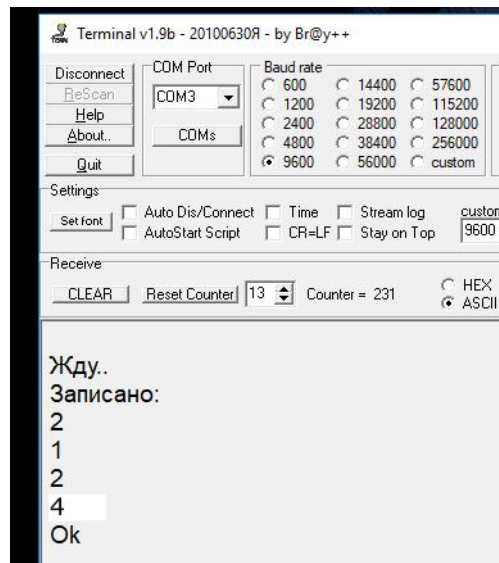 Terminal v1.9b - 20100630Я - by Br@y++
Disconnect
ReScan
Help
About..
Quit
COM Port
COM3
COMs
Baud rate
600 14400 57600
1200 19200 115200
2400 28800 128000
4800 38400 256000
9600 56000 custom
Settings
Set font
Auto Dis/Connect Time Stream log custom
AutoStart Script CR=LF Stay on Top 9600
Receive
CLEAR Reset Counter 13 Counter = 231
HEX
ASCII
Жду..
Записано:
2
1
2
4
Ok